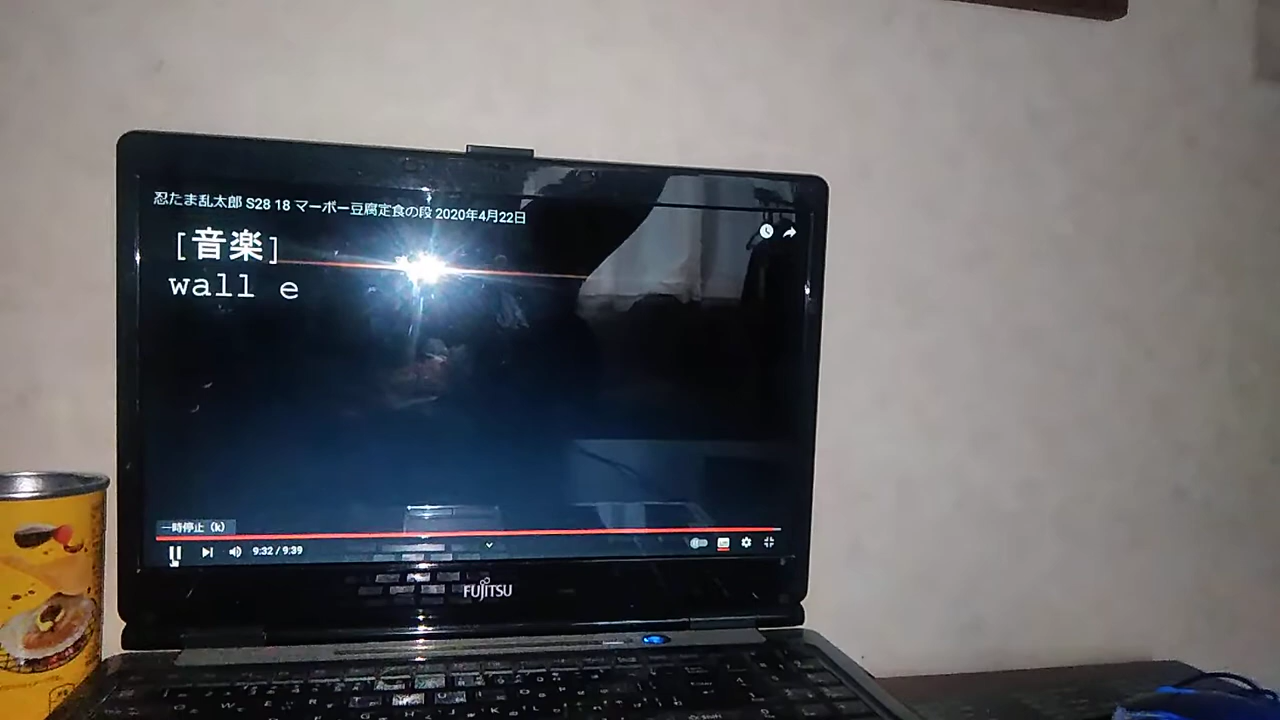 忍たま乱太郎 S28 18 マーボー豆腐定食の段 2020年4月22日
[音楽]
wall e
一時停止 (k)
9:32 / 9:39
FUJITSU